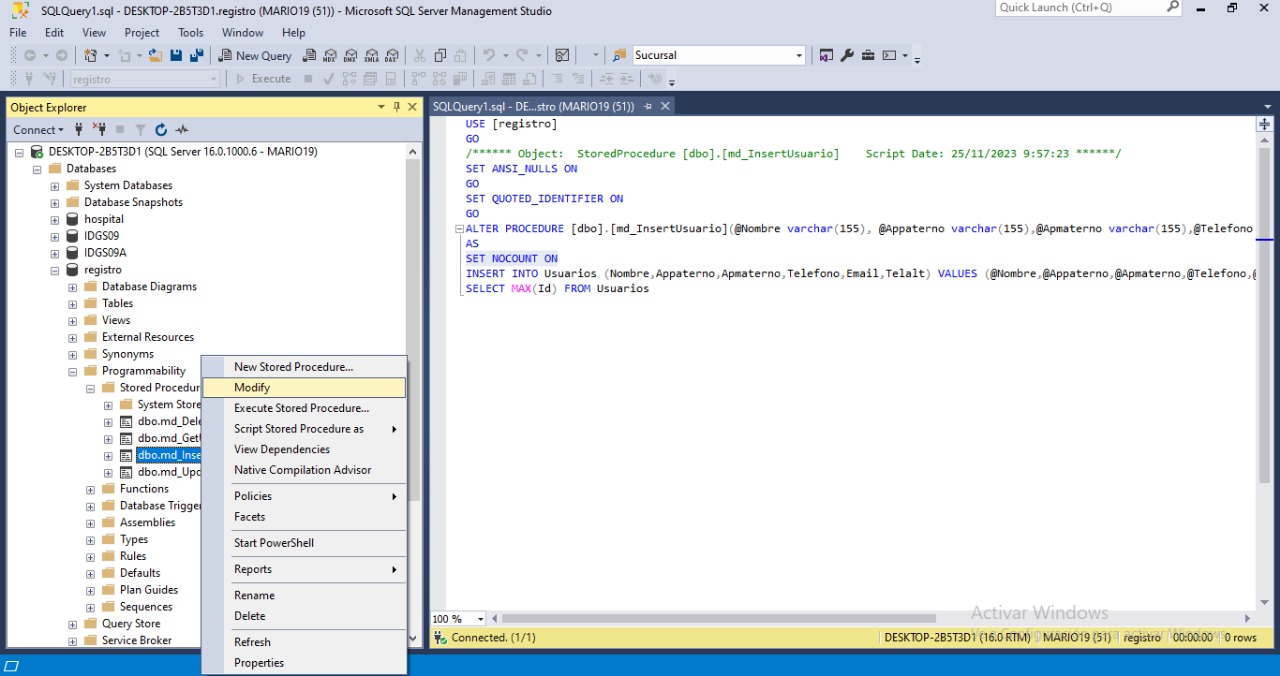 SQLQuery1.sql - DESKTOP-2B5T3D1.registro (MARIO19 (51)) - Microsoft SQL Server Management Studio
Quick Launch (Ctrl+Q)
File Edit View Project Tools Window Help
New Query
MDX DMX XMLA DAX
Sucursal
registro
Execute
Object Explorer
Connect
DESKTOP-2B5T3D1 (SQL Server 16.0.1000.6 - MARIO19)
Databases
System Databases
Database Snapshots
hospital
IDGS09
IDGS09A
registro
Database Diagrams
Tables
Views
External Resources
Synonyms
Programmability
Stored Procedur
System Store
dbo.md_Dele
dbo.md_Get
dbo.md_Inse
dbo.md_Upd
Functions
Database Trigge
Assemblies
Types
Rules
Defaults
Plan Guides
Sequences
Query Store
Service Broker
New Stored Procedure...
Modify
Execute Stored Procedure...
Script Stored Procedure as
View Dependencies
Native Compilation Advisor
Policies
Facets
Start PowerShell
Reports
Rename
Delete
Refresh
Properties
SQLQuery1.sql - DE...stro (MARIO19 (51))
USE [registro]
GO
/****** Object:  StoredProcedure [dbo].[md_InsertUsuario]    Script Date: 25/11/2023 9:57:23 ******/
SET ANSI_NULLS ON
GO
SET QUOTED_IDENTIFIER ON
GO
ALTER PROCEDURE [dbo].[md_InsertUsuario](@Nombre varchar(155), @Appaterno varchar(155),@Apmaterno varchar(155),@Telefono
AS
SET NOCOUNT ON
INSERT INTO Usuarios (Nombre,Appaterno,Apmaterno,Telefono,Email,Telalt) VALUES (@Nombre,@Appaterno,@Apmaterno,@Telefono,@
SELECT MAX(Id) FROM Usuarios
100 %
Activar Windows
Connected. (1/1)
DESKTOP-2B5T3D1 (16.0 RTM) MARIO19 (51) registro 00:00:00 0 rows